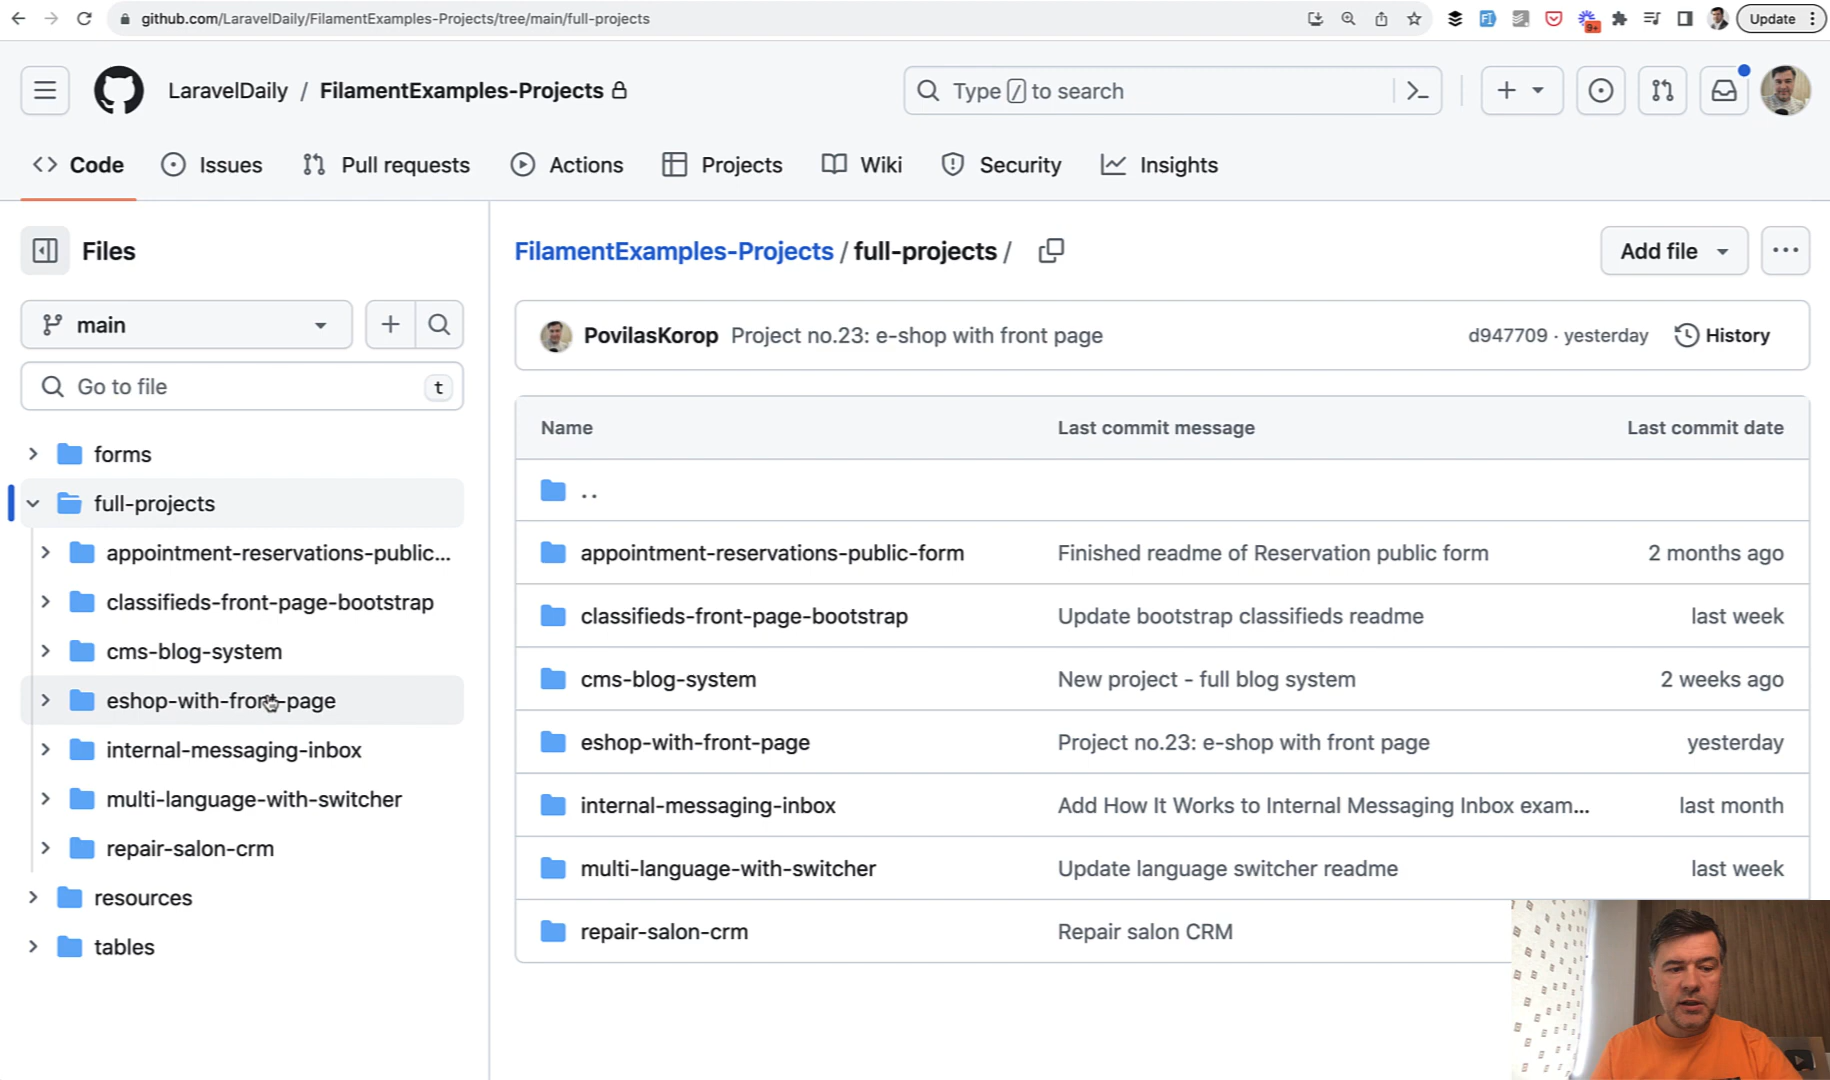 github.com/LaravelDaily/FilamentExamples-Projects/tree/main/full-projects
9+
Update
LaravelDaily / FilamentExamples-Projects
Type / to search
Code
Issues
Pull requests
Actions
Projects
Wiki
Security
Insights
Files
main
Go to file
t
forms
full-projects
appointment-reservations-public...
classifieds-front-page-bootstrap
cms-blog-system
eshop-with-front-page
internal-messaging-inbox
multi-language-with-switcher
repair-salon-crm
resources
tables
FilamentExamples-Projects / full-projects /
Add file
PovilasKorop Project no.23: e-shop with front page d947709 · yesterday History
Name Last commit message Last commit date
..
appointment-reservations-public-form Finished readme of Reservation public form 2 months ago
classifieds-front-page-bootstrap Update bootstrap classifieds readme last week
cms-blog-system New project - full blog system 2 weeks ago
eshop-with-front-page Project no.23: e-shop with front page yesterday
internal-messaging-inbox Add How It Works to Internal Messaging Inbox exam... last month
multi-language-with-switcher Update language switcher readme last week
repair-salon-crm Repair salon CRM